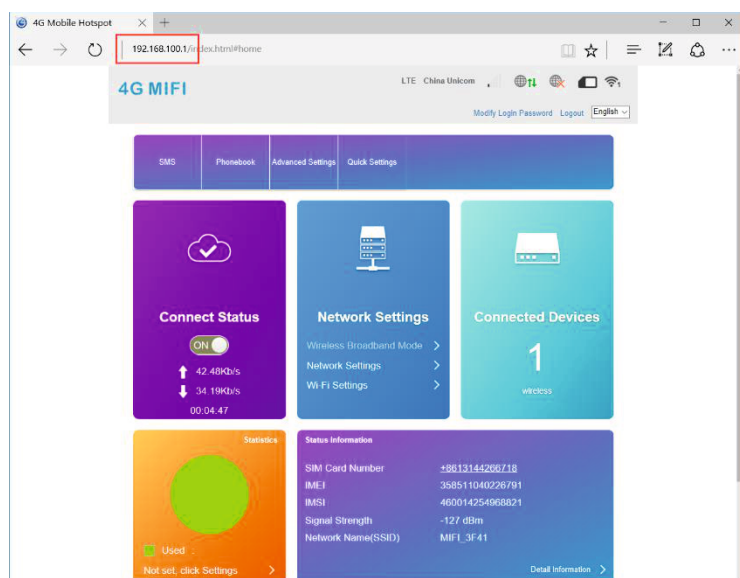 4G Mobile Hotspot
192.168.100.1/index.html#home
4G MIFI
LTE China Unicom
1
Modify Login Password Logout English
SMS Phonebook Advanced Settings Quick Settings
Connect Status
ON
42.48Kb/s
34.19Kb/s
00:04:47
Network Settings
Wireless Broadband Mode
Network Settings
Wi-Fi Settings
Connected Devices
1
wireless
Statistics
Used :
Not set, click Settings
Status Information
SIM Card Number +8613144266718
IMEI 358511040226791
IMSI 460014254968821
Signal Strength -127 dBm
Network Name(SSID) MIFI_3F41
Detail Information